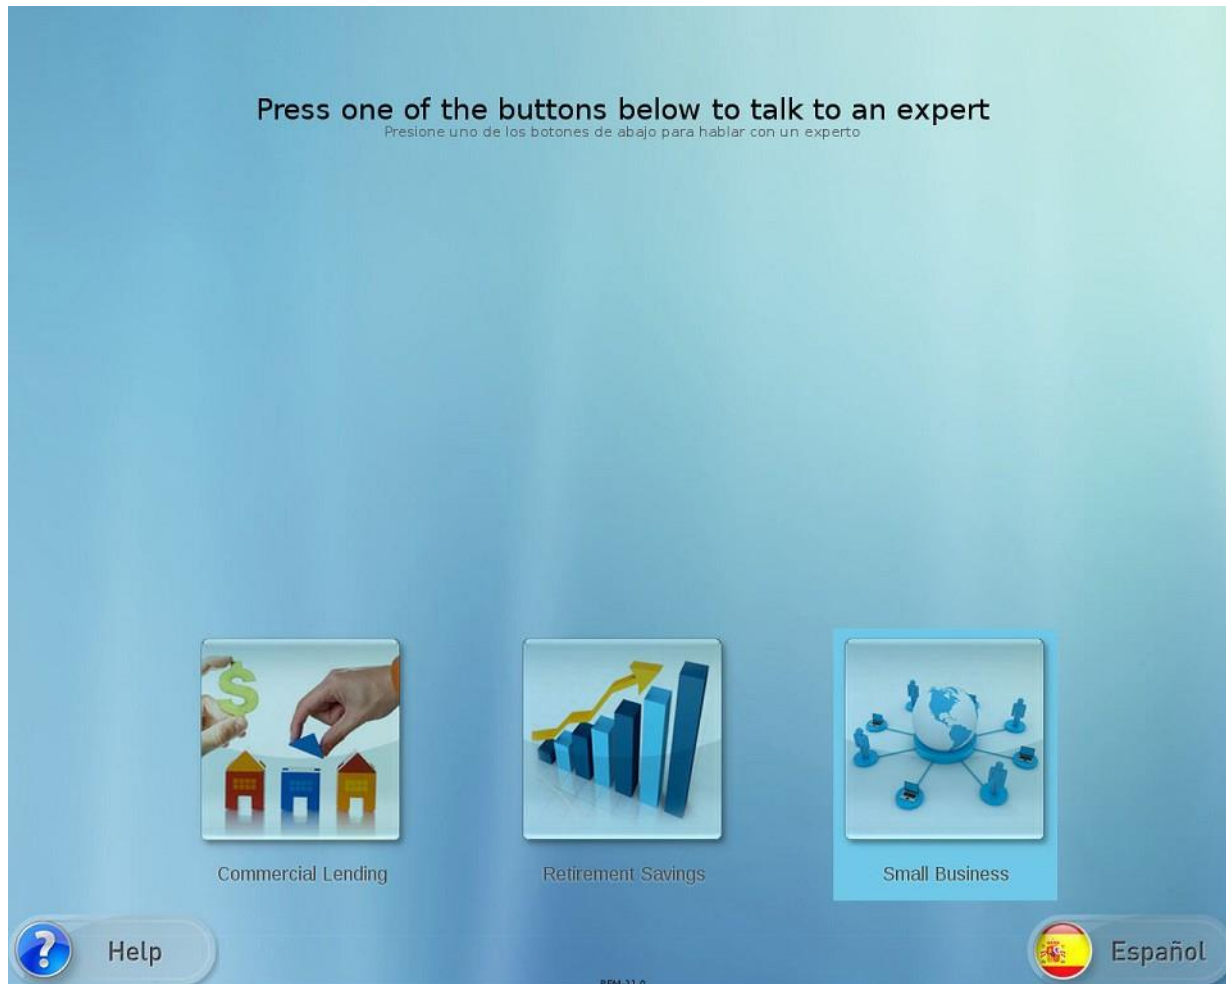 Press one of the buttons below to talk to an expert
Presione uno de los botones de abajo para hablar con un experto
$
Commercial Lending
Retirement Savings
Small Business
?
Help
Español